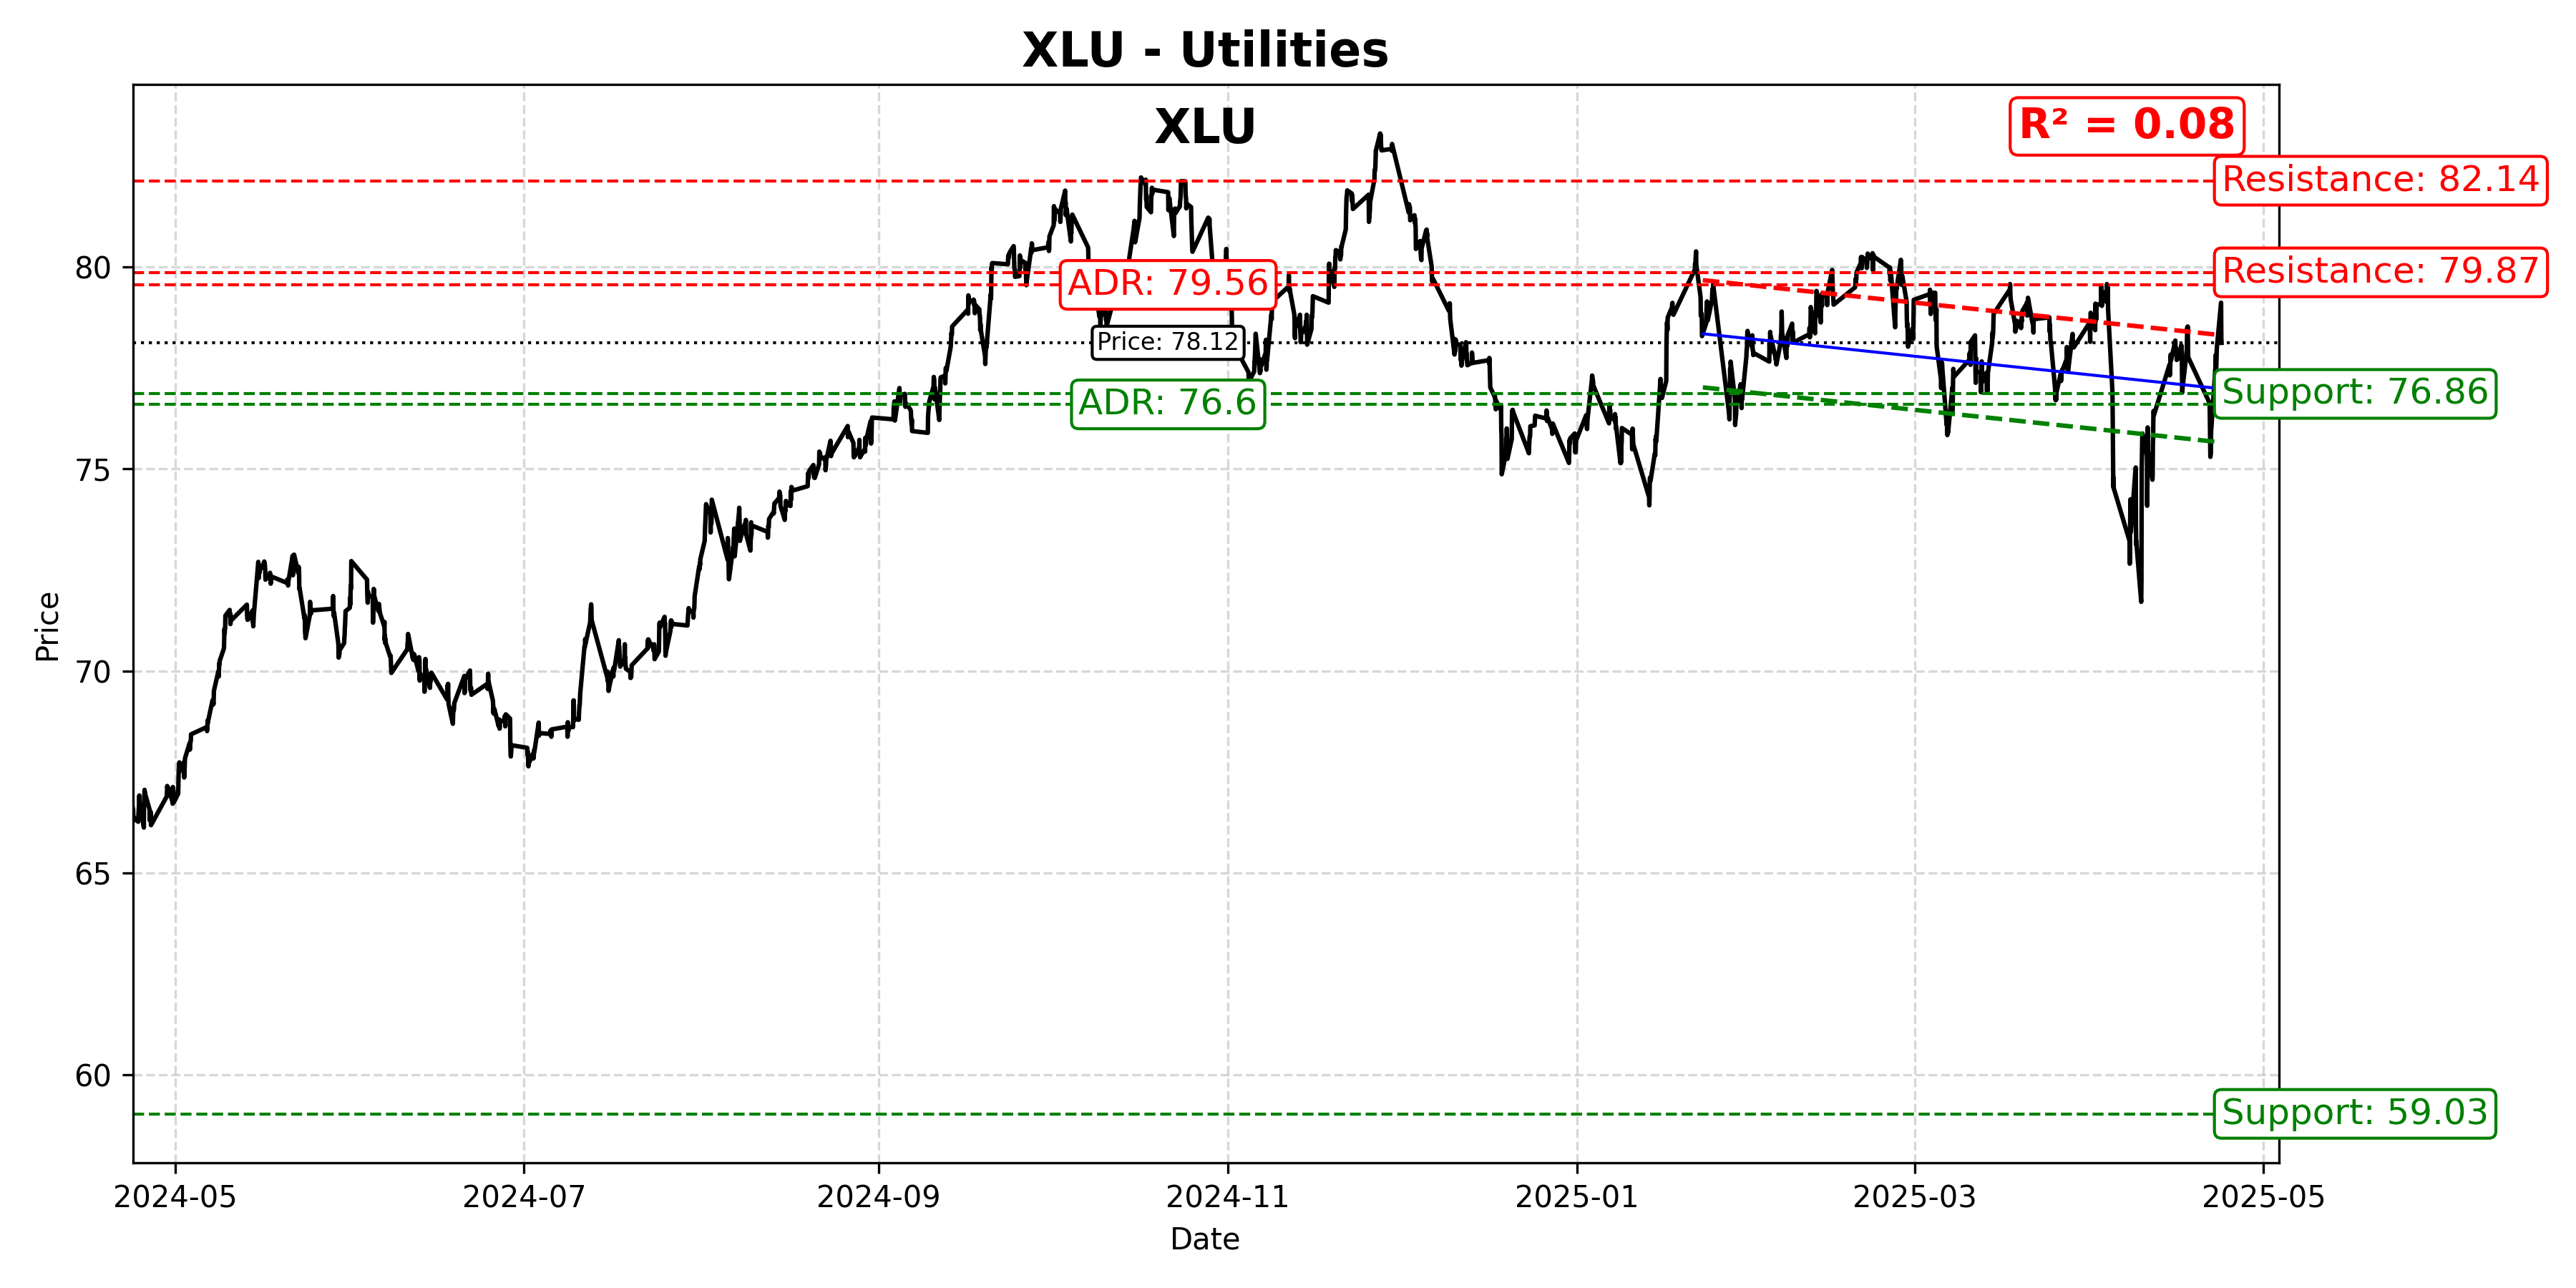 XLU - Utilities
XLU
R² = 0.08
Resistance: 82.14
Resistance: 79.87
ADR: 79.56
Price: 78.12
ADR: 76.6
Support: 76.86
Support: 59.03
Price
80
75
70
65
60
2024-05 2024-07 2024-09 2024-11 2025-01 2025-03 2025-05
Date